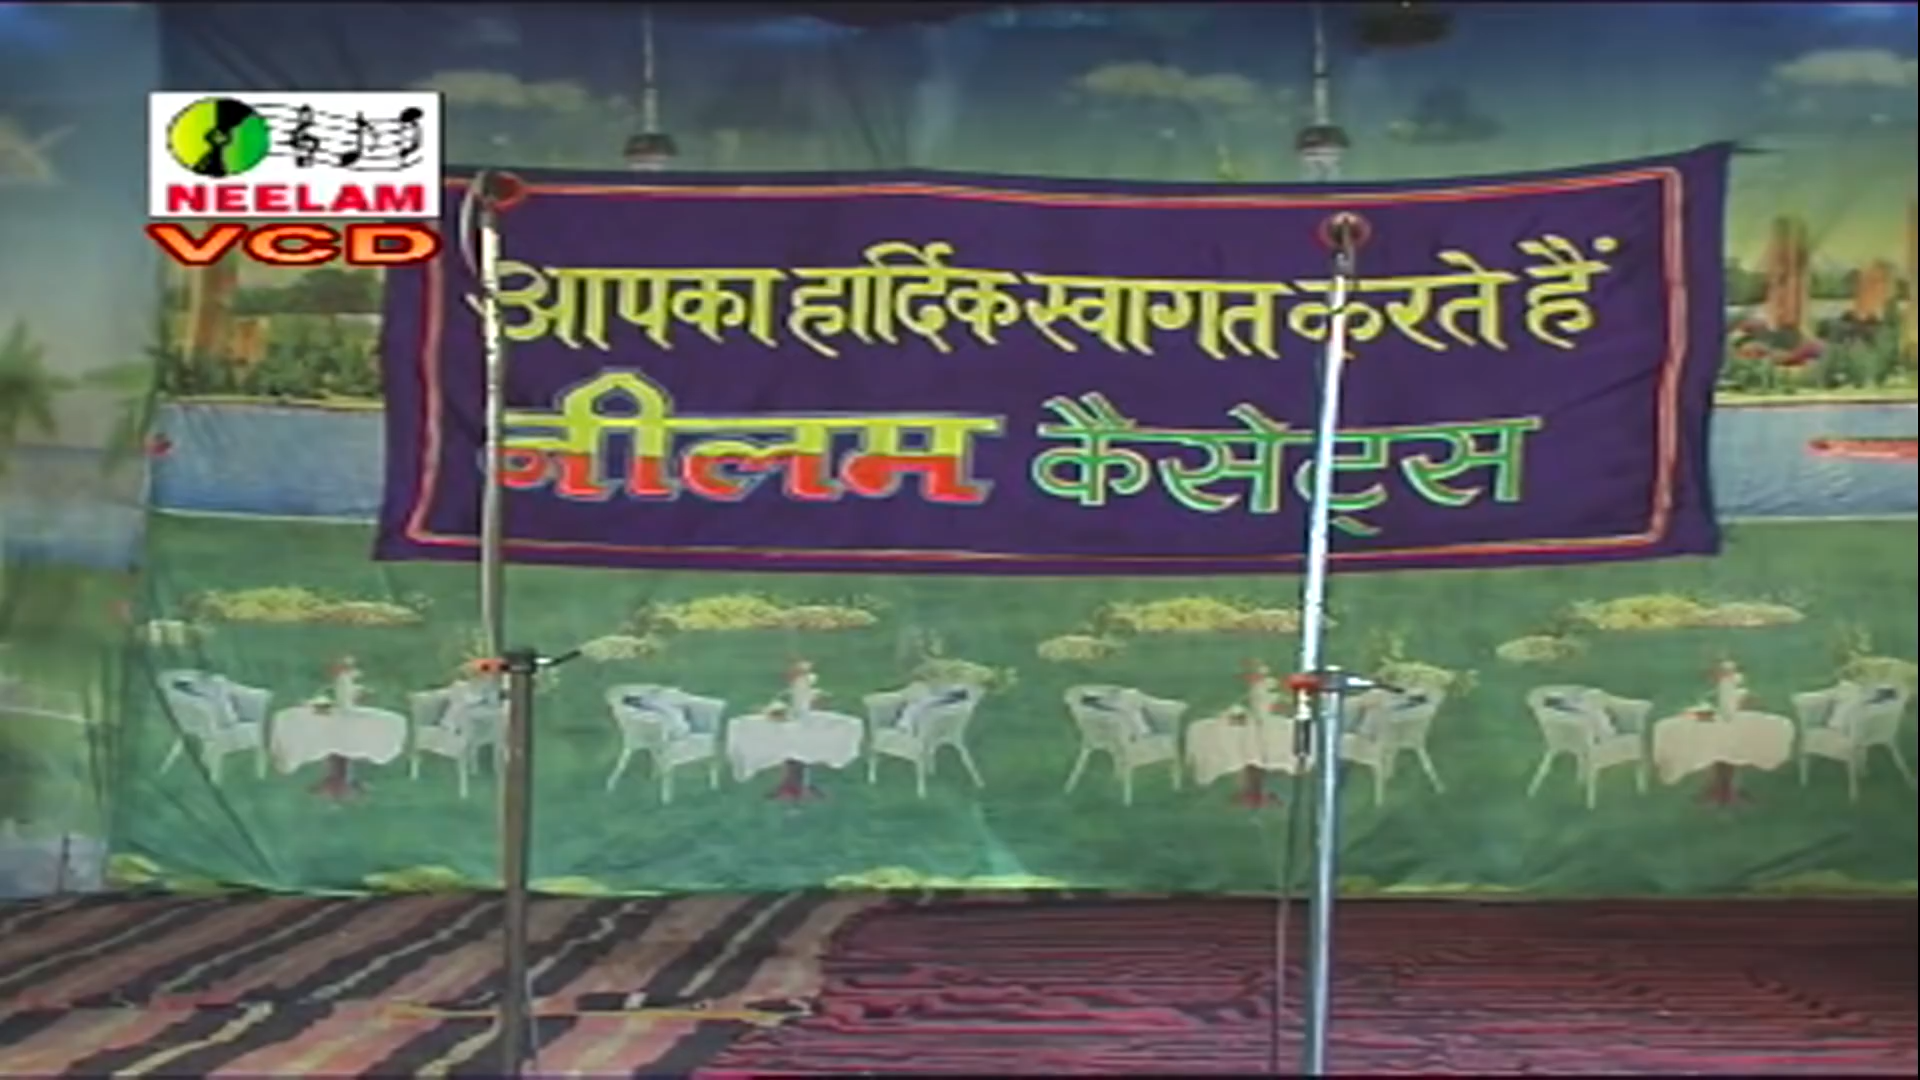 NEELAM
VCD
आपका हार्दिक स्वागत करते हैं
नीलम कैसेट्स